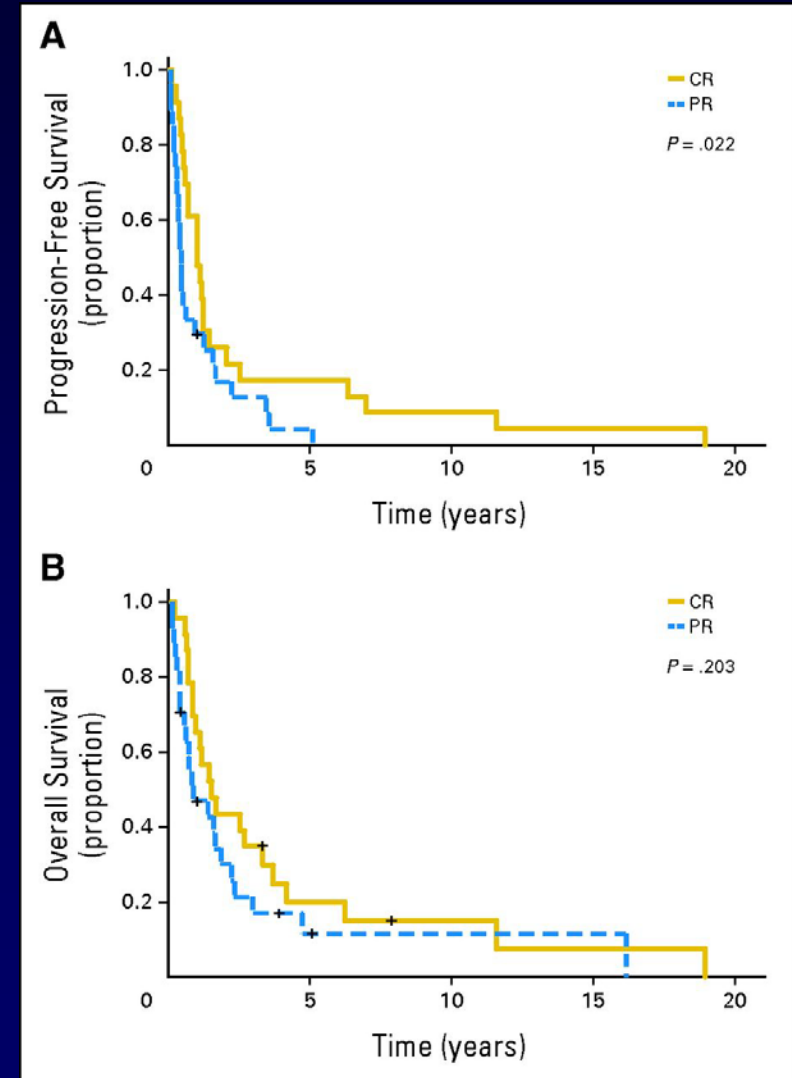 A
Progression-Free Survival
(proportion)
1.0
0.8
0.6
0.4
0.2
CR
PR
P = .022
0 5 10 15 20
Time (years)
B
Overall Survival
(proportion)
1.0
0.8
0.6
0.4
0.2
CR
PR
P = .203
0 5 10 15 20
Time (years)